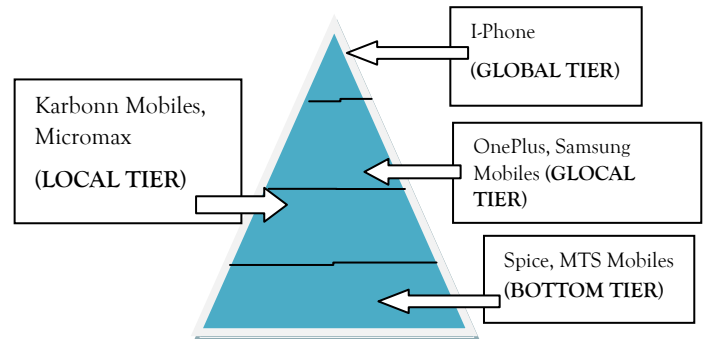 I-Phone
(GLOBAL TIER)
Karbonn Mobiles,
Micromax
(LOCAL TIER)
OnePlus, Samsung
Mobiles (GLOCAL
TIER)
Spice, MTS Mobiles
(BOTTOM TIER)